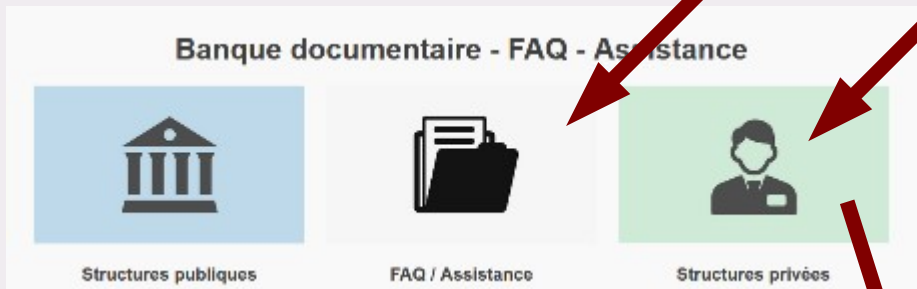 Banque documentaire - FAQ - Assistance
Structures publiques
FAQ / Assistance
Structures privées